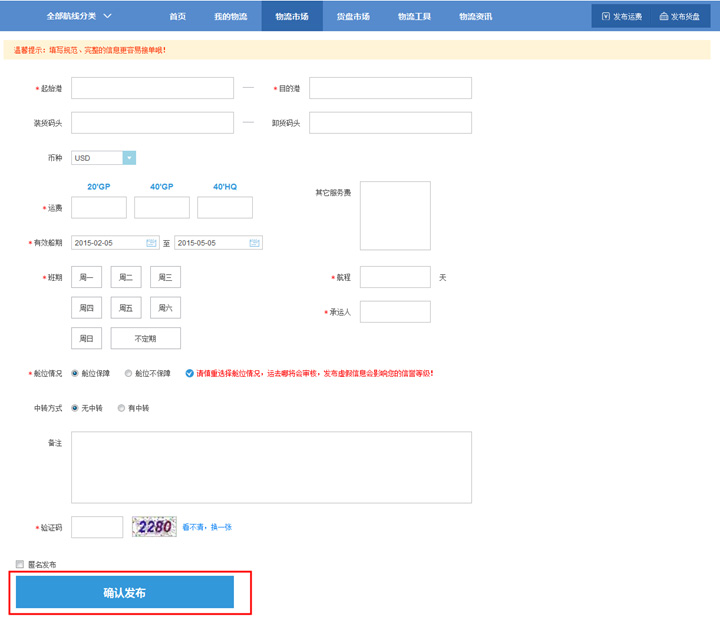 全部航线分类 首页 我的物流 物流市场 货盘市场 物流工具 物流资讯 发布运费 发布货盘
温馨提示：填写规范、完整的信息更容易接单哦！
*起始港 — *目的港
装货码头 — 卸货码头
币种 USD
20'GP 40'GP 40'HQ 其它服务费
*运费
*有效船期 2015-02-05 至 2015-05-05
*班期 周一 周二 周三 *航程 天
周四 周五 周六 *承运人
周日 不定期
*舱位情况 舱位保障 舱位不保障 请慎重选择舱位情况，运去哪将会审核，发布虚假信息会影响您的信誉等级！
中转方式 无中转 有中转
备注
*验证码 2280 看不清，换一张
匿名发布
确认发布